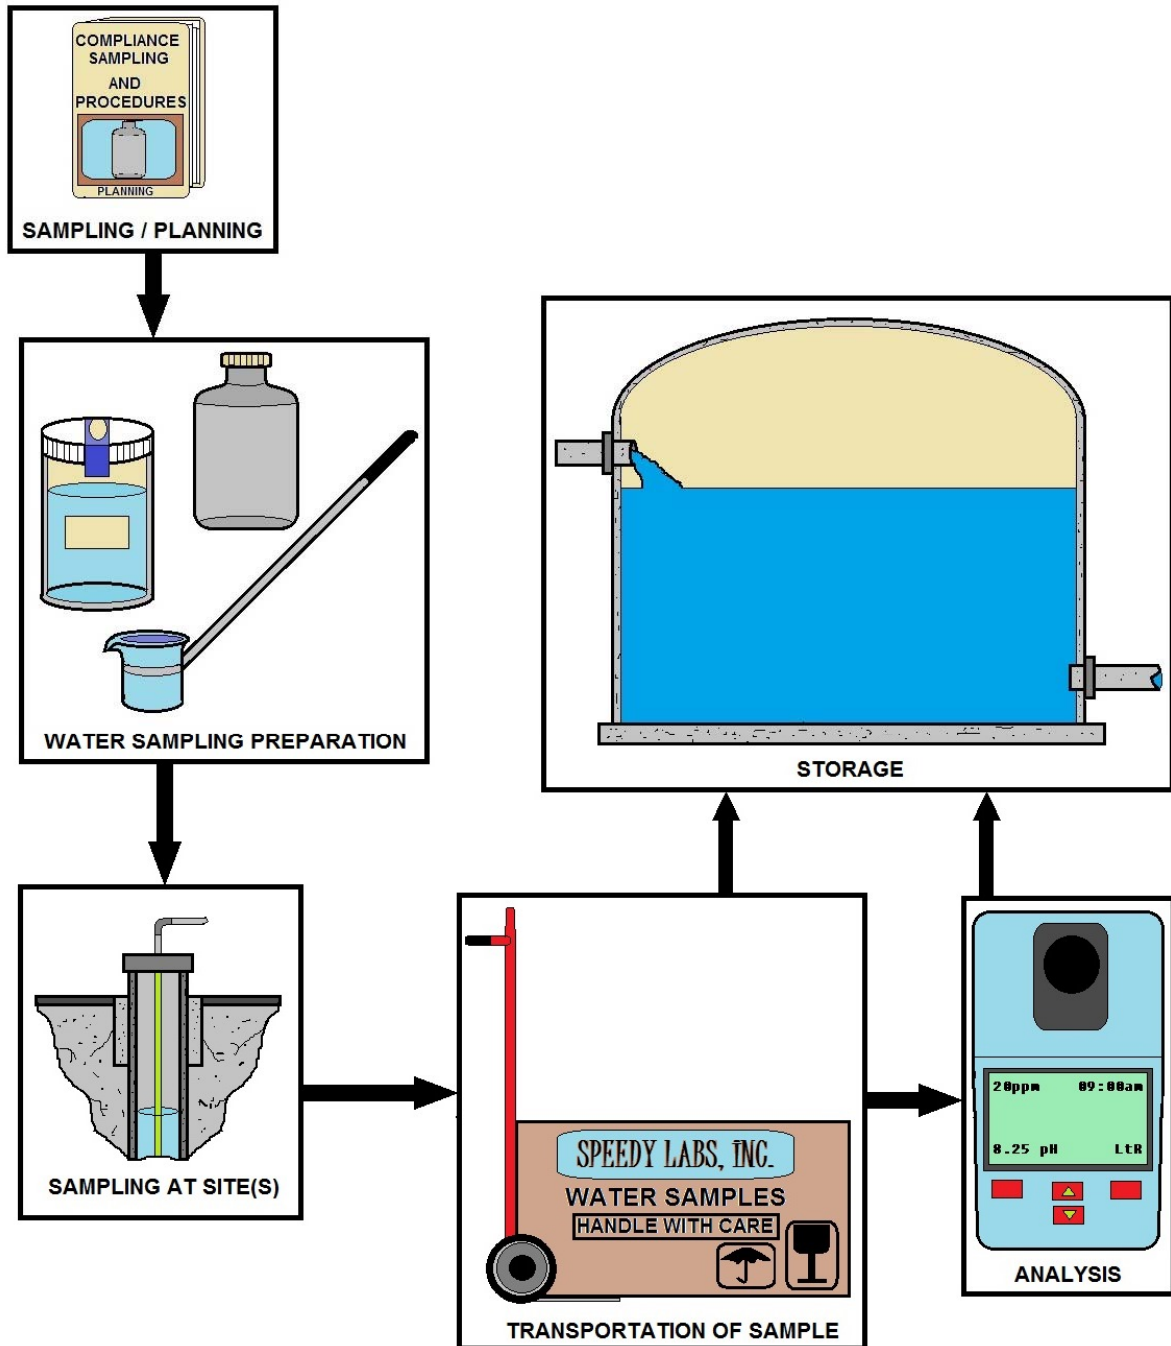 COMPLIANCE
SAMPLING
AND
PROCEDURES
PLANNING
SAMPLING / PLANNING
WATER SAMPLING PREPARATION
STORAGE
SAMPLING AT SITE(S)
SPEEDY LABS, INC.
WATER SAMPLES
HANDLE WITH CARE
TRANSPORTATION OF SAMPLE
20ppm 09:00am
8.25 pH LtR
ANALYSIS